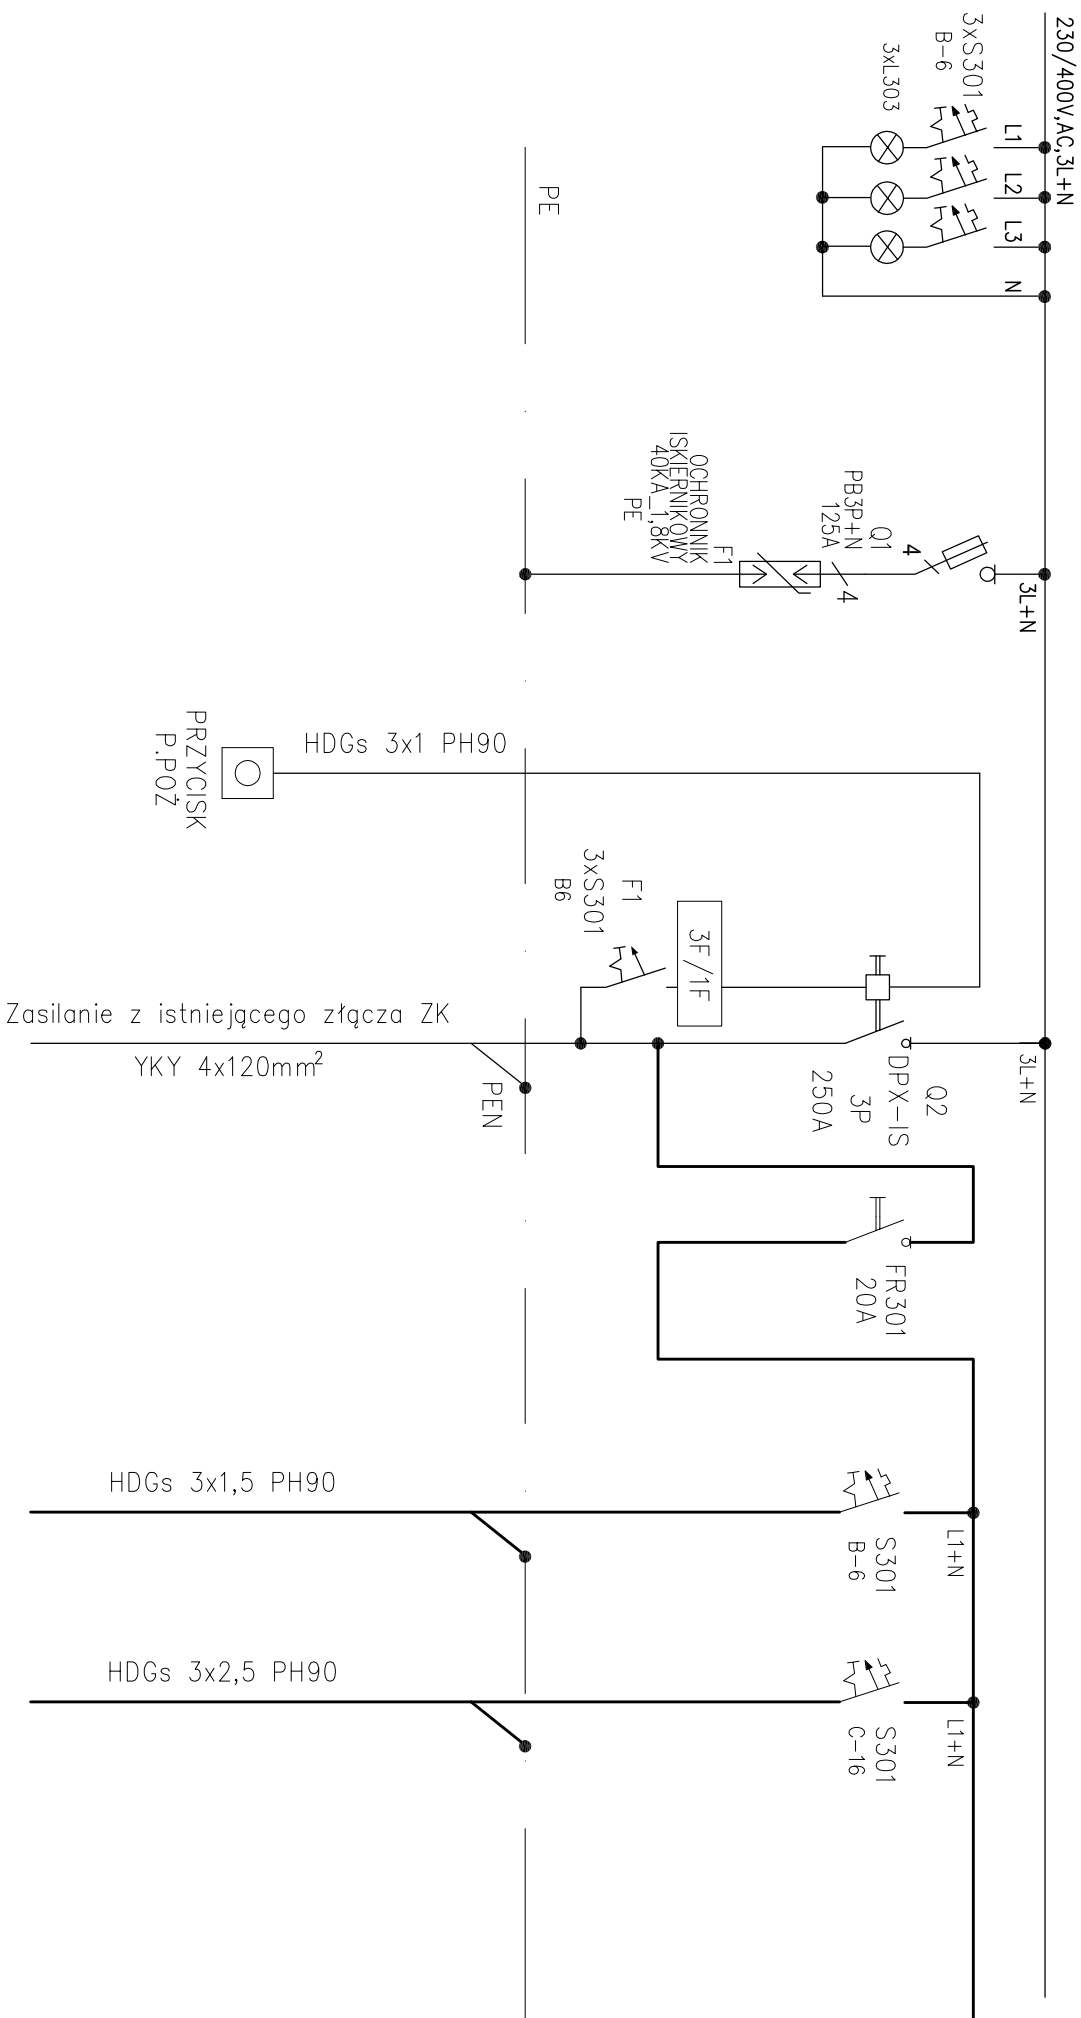 230/400V,AC,3L+N
3xS301
B-6
3xL303
L1
L2
L3
N
PE
3L+N
Q1
PB3P+N
125A
4
4
F1
OCHRONNIK
ISKIERNIKOWY
40KA_1,8KV
PE
HDGs 3x1 PH90
PRZYCISK
P.POŻ
F1
3xS301
B6
3F/1F
Zasilanie z istniejącego złącza ZK
YKY 4x120mm²
PEN
3L+N
Q2
DPX-IS
3P
250A
FR301
20A
HDGs 3x1,5 PH90
L1+N
S301
B-6
HDGs 3x2,5 PH90
L1+N
S301
C-16